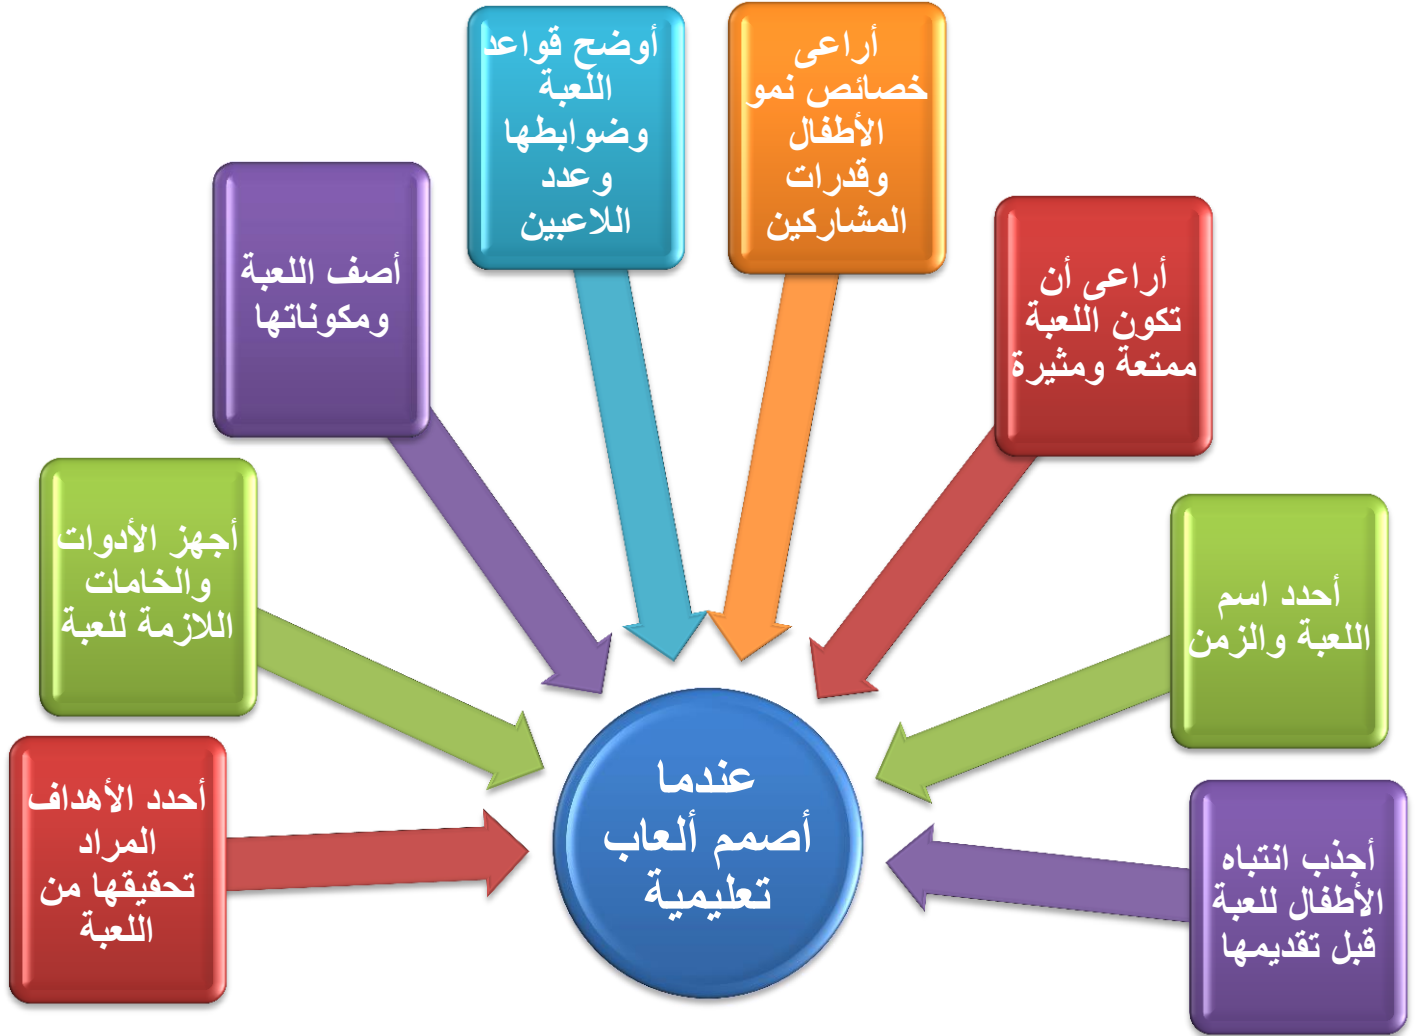 أوضح قواعد
اللعبة
وضوابطها
وعدد
اللاعبين
أراعى
خصائص نمو
الأطفال
وقدرات
المشاركين
أصف اللعبة
ومكوناتها
أراعى أن
تكون اللعبة
ممتعة ومثيرة
أجهز الأدوات
والخامات
اللازمة للعبة
أحدد اسم
اللعبة والزمن
أحدد الأهداف
المراد
تحقيقها من
اللعبة
عندما
أصمم ألعاب
تعليمية
أجذب انتباه
الأطفال للعبة
قبل تقديمها